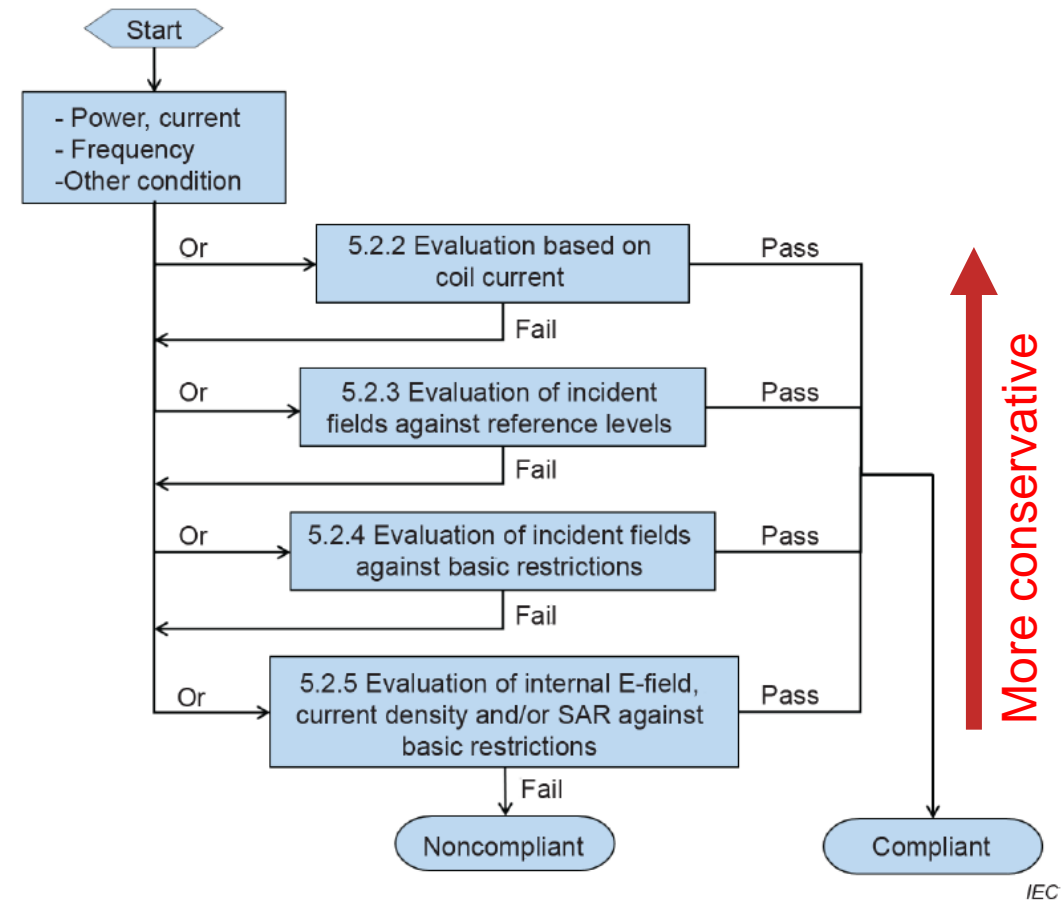 Start
- Power, current
- Frequency
-Other condition
Or
5.2.2 Evaluation based on
coil current
Pass
Fail
Or
5.2.3 Evaluation of incident
fields against reference levels
Pass
Fail
Or
5.2.4 Evaluation of incident fields
against basic restrictions
Pass
Fail
Or
5.2.5 Evaluation of internal E-field,
current density and/or SAR against
basic restrictions
Pass
Fail
Noncompliant
Compliant
More conservative
IEC